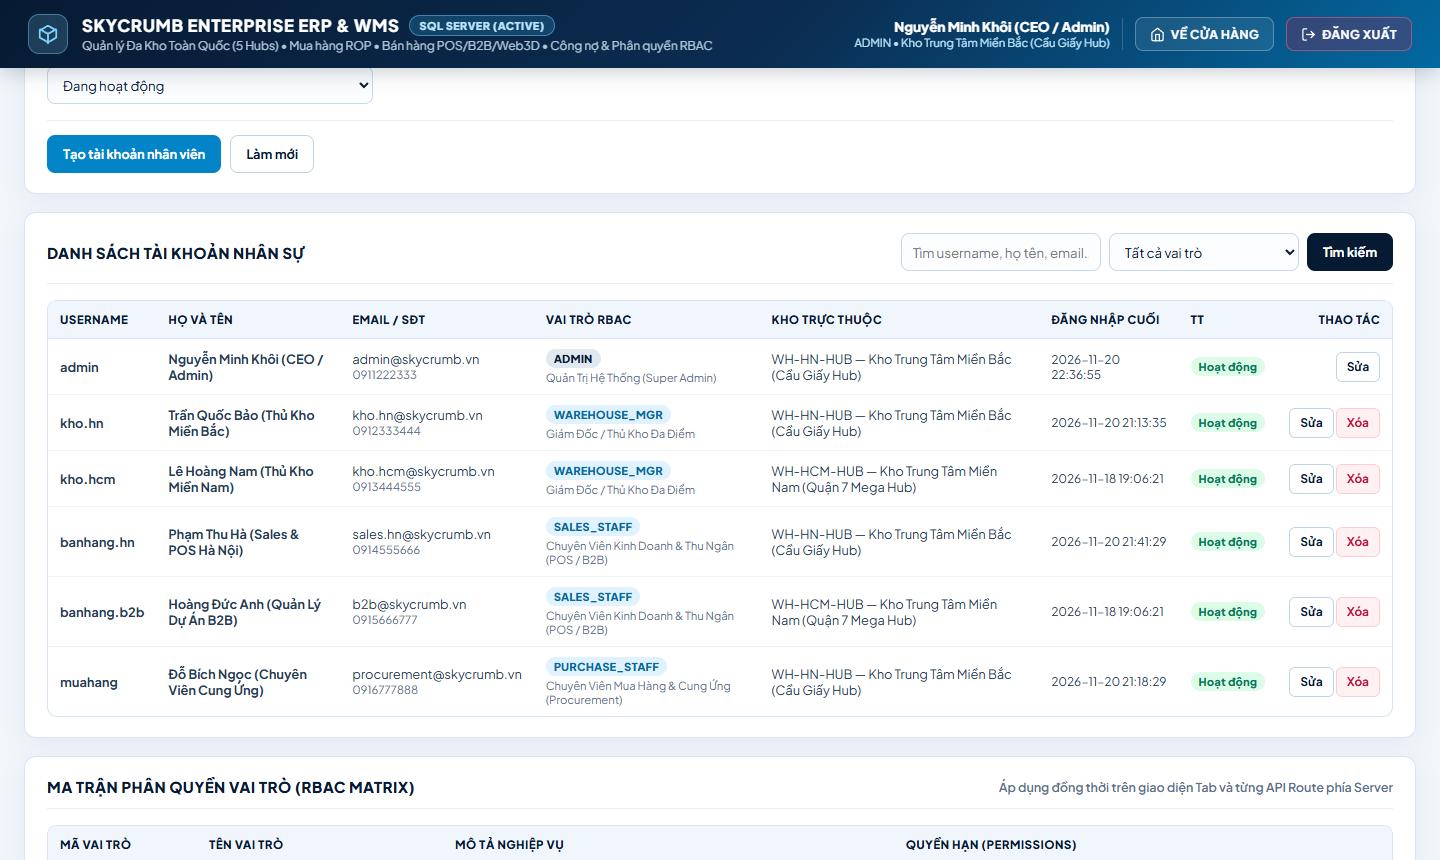 SKYCRUMB ENTERPRISE ERP & WMS SQL SERVER (ACTIVE)
Quản lý Đa Kho Toàn Quốc (5 Hubs) • Mua hàng ROP • Bán hàng POS/B2B/Web3D • Công nợ & Phân quyền RBAC
Nguyễn Minh Khôi (CEO / Admin)
ADMIN • Kho Trung Tâm Miền Bắc (Cầu Giấy Hub)
VỀ CỬA HÀNG
ĐĂNG XUẤT
Đang hoạt động
Tạo tài khoản nhân viên
Làm mới
DANH SÁCH TÀI KHOẢN NHÂN SỰ
Tìm username, họ tên, email.
Tất cả vai trò
Tìm kiếm
USERNAME HỌ VÀ TÊN EMAIL / SĐT VAI TRÒ RBAC KHO TRỰC THUỘC ĐĂNG NHẬP CUỐI TT THAO TÁC
admin
Nguyễn Minh Khôi (CEO /
Admin)
admin@skycrumb.vn
0911222333
ADMIN
Quản Trị Hệ Thống (Super Admin)
WH-HN-HUB — Kho Trung Tâm Miền Bắc
(Cầu Giấy Hub)
2026-11-20
22:36:55
Hoạt động
Sửa
kho.hn
Trần Quốc Bảo (Thủ Kho
Miền Bắc)
kho.hn@skycrumb.vn
0912333444
WAREHOUSE_MGR
Giám Đốc / Thủ Kho Đa Điểm
WH-HN-HUB — Kho Trung Tâm Miền Bắc
(Cầu Giấy Hub)
2026-11-20 21:13:35
Hoạt động
Sửa Xóa
kho.hcm
Lê Hoàng Nam (Thủ Kho
Miền Nam)
kho.hcm@skycrumb.vn
0913444555
WAREHOUSE_MGR
Giám Đốc / Thủ Kho Đa Điểm
WH-HCM-HUB — Kho Trung Tâm Miền
Nam (Quận 7 Mega Hub)
2026-11-18 19:06:21
Hoạt động
Sửa Xóa
banhang.hn
Phạm Thu Hà (Sales &
POS Hà Nội)
sales.hn@skycrumb.vn
0914555666
SALES_STAFF
Chuyên Viên Kinh Doanh & Thu Ngân
(POS / B2B)
WH-HN-HUB — Kho Trung Tâm Miền Bắc
(Cầu Giấy Hub)
2026-11-20 21:41:29
Hoạt động
Sửa Xóa
banhang.b2b
Hoàng Đức Anh (Quản Lý
Dự Án B2B)
b2b@skycrumb.vn
0915666777
SALES_STAFF
Chuyên Viên Kinh Doanh & Thu Ngân
(POS / B2B)
WH-HCM-HUB — Kho Trung Tâm Miền
Nam (Quận 7 Mega Hub)
2026-11-18 19:06:21
Hoạt động
Sửa Xóa
muahang
Đỗ Bích Ngọc (Chuyên
Viên Cung Ứng)
procurement@skycrumb.vn
0916777888
PURCHASE_STAFF
Chuyên Viên Mua Hàng & Cung Ứng
(Procurement)
WH-HN-HUB — Kho Trung Tâm Miền Bắc
(Cầu Giấy Hub)
2026-11-20 21:18:29
Hoạt động
Sửa Xóa
MA TRẬN PHÂN QUYỀN VAI TRÒ (RBAC MATRIX)
Áp dụng đồng thời trên giao diện Tab và từng API Route phía Server
MÃ VAI TRÒ TÊN VAI TRÒ MÔ TẢ NGHIỆP VỤ QUYỀN HẠN (PERMISSIONS)